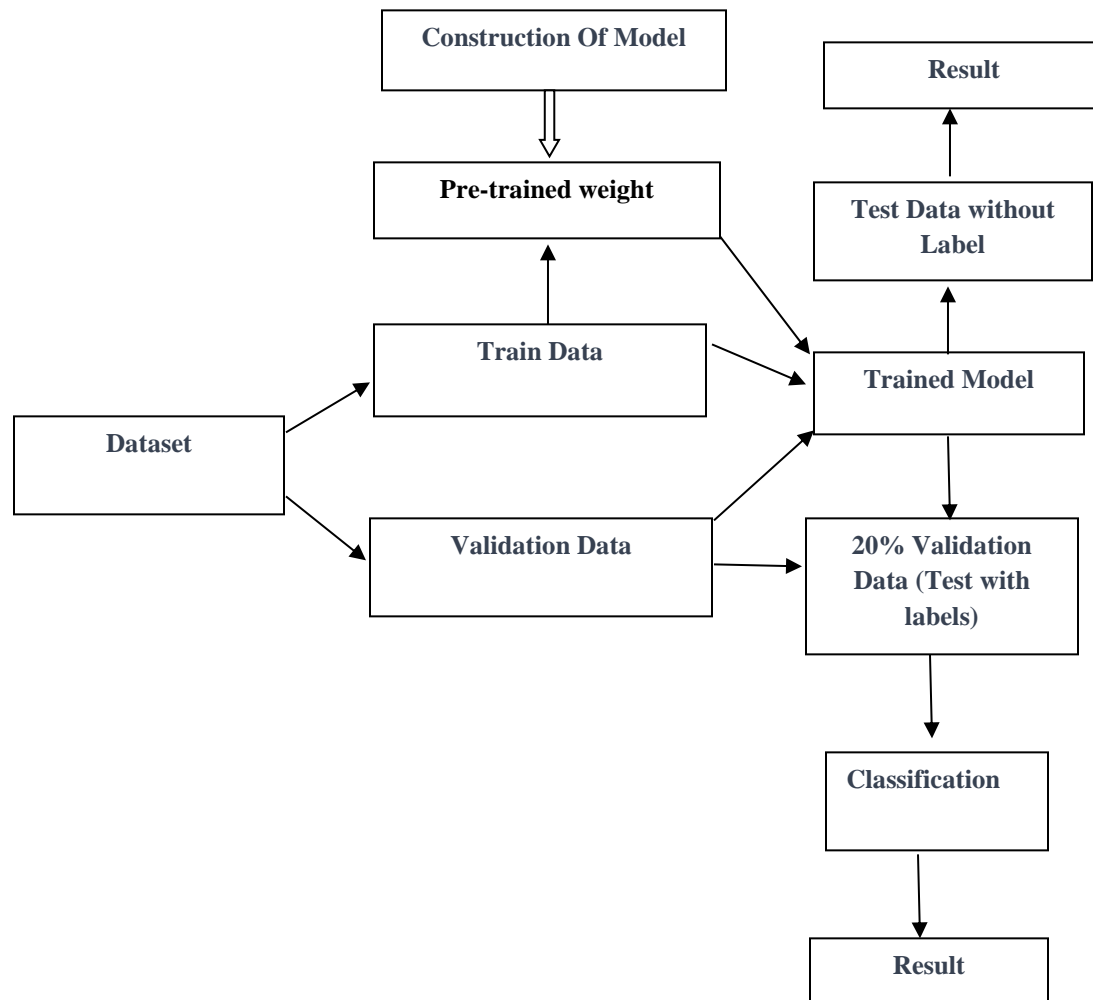 Construction Of Model
Result
Pre-trained weight
Test Data without
Label
Train Data
Trained Model
Dataset
Validation Data
20% Validation
Data (Test with
labels)
Classification
Result